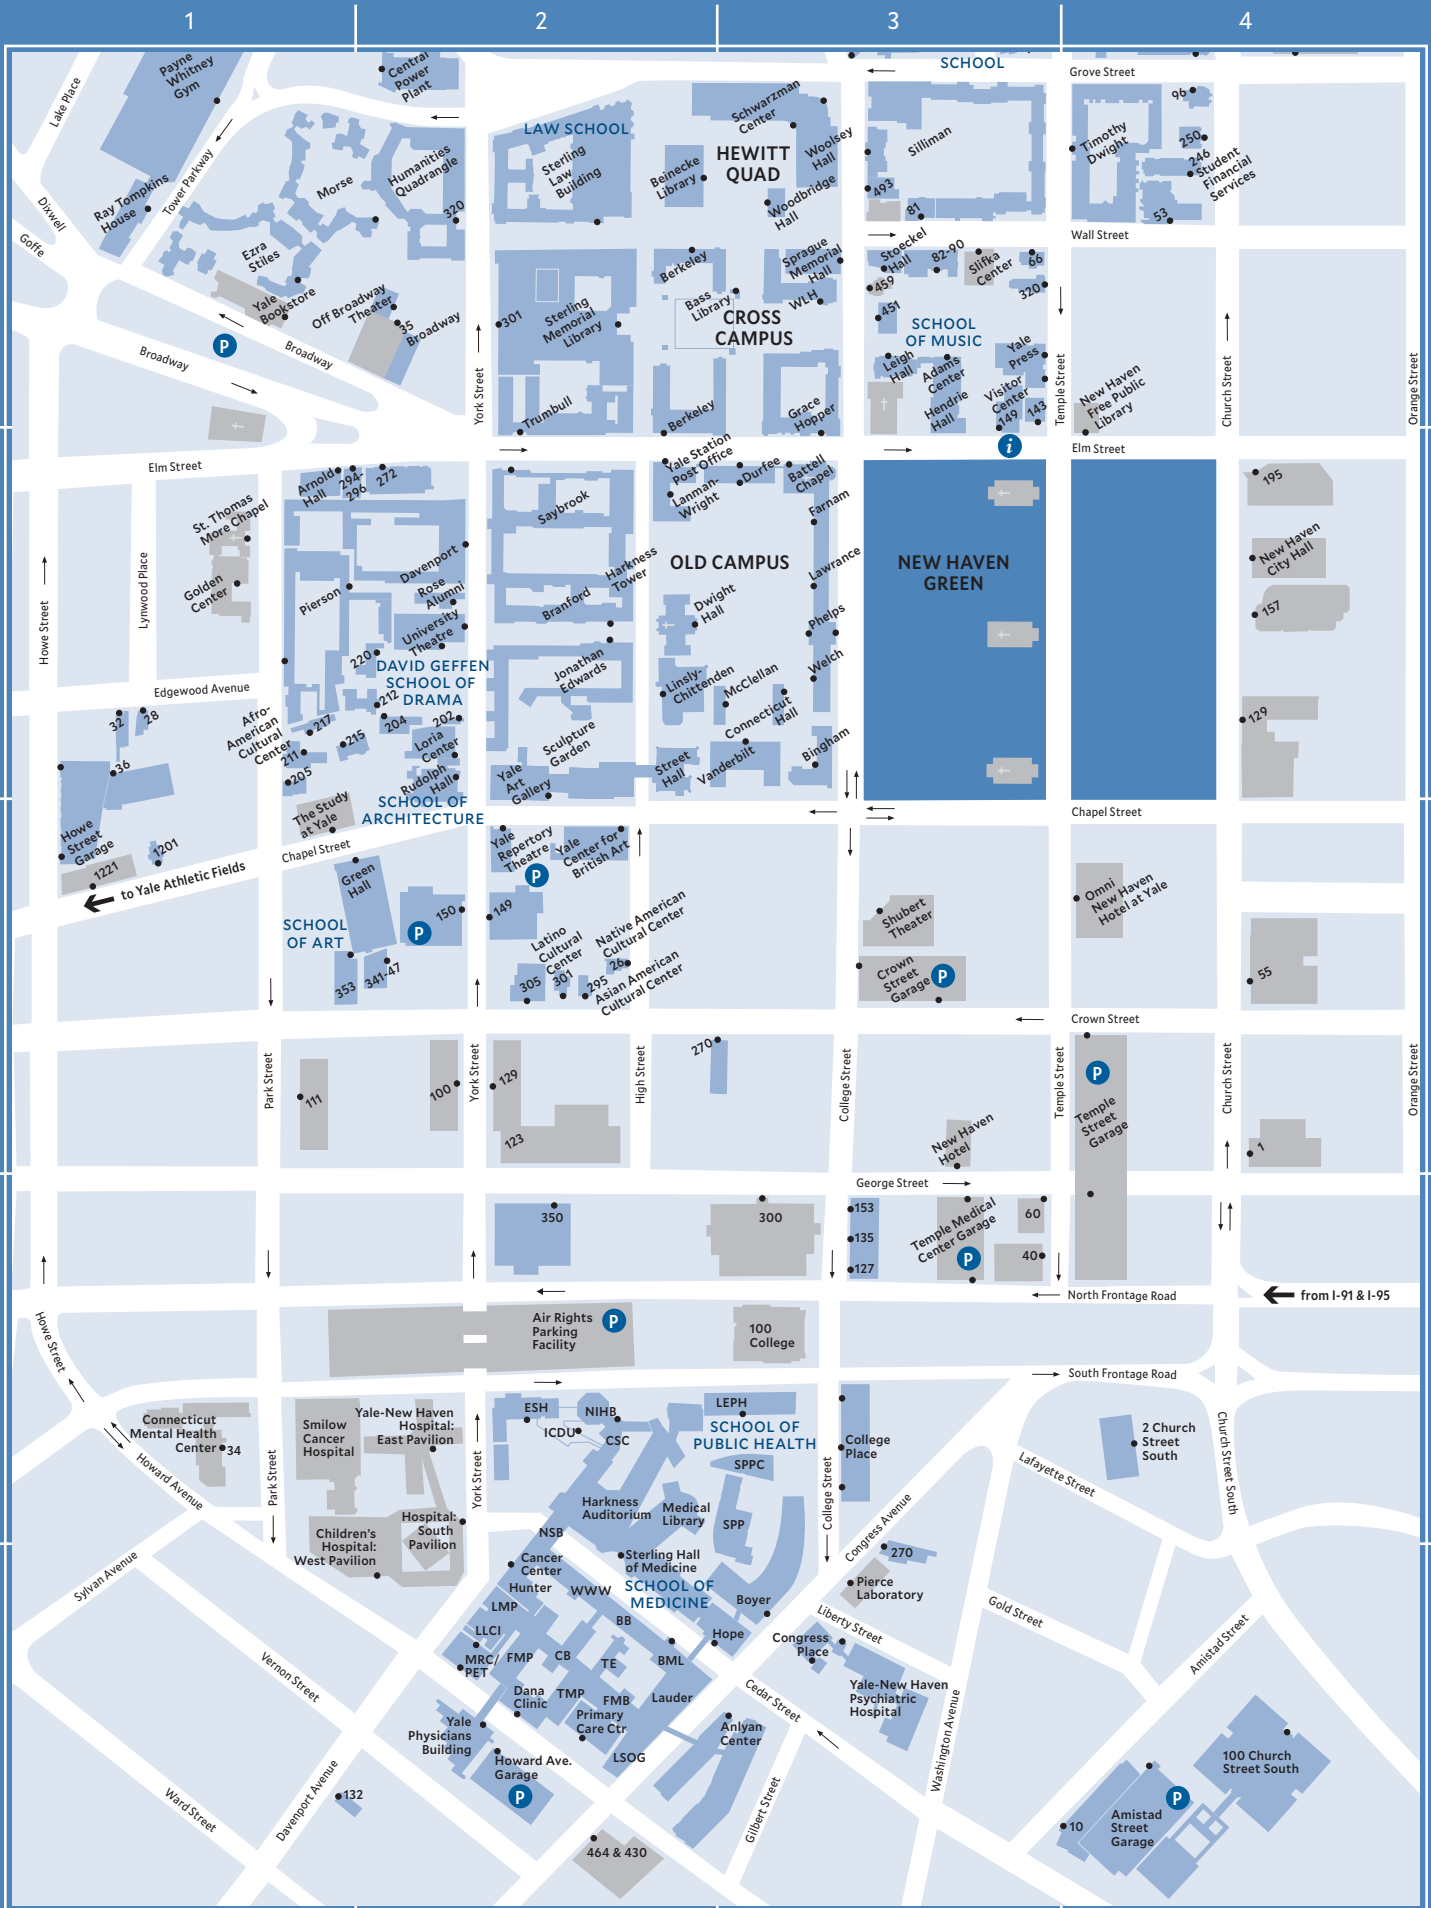 1
2
3
4
Payne
Whitney
Gym
Central
Power
Plant
SCHOOL
Grove Street
Lake Place
Tower Parkway
Ray Tompkins
House
Dixwell
Goffe
Morse
Humanities
Quadrangle
320
Ezra
Stiles
Yale
Bookstore
Off Broadway
Theater
35
Broadway
P
Broadway
Broadway
LAW SCHOOL
Sterling
Law
Building
Schwarzman
Center
HEWITT
QUAD
Beinecke
Library
Woolsey
Hall
Woodbridge
Hall
Silliman
493
81
Timothy
Dwight
96
250
246
Student
Financial
Services
53
Wall Street
301
Sterling
Memorial
Library
Berkeley
Bass
Library
CROSS
CAMPUS
Sprague
Memorial
Hall
WLH
Stoeckel
Hall
82-90
Slifka
Center
66
459
451
320
SCHOOL
OF MUSIC
Leigh
Hall
Adams
Center
Hendrie
Hall
Yale
Press
Visitor
Center
149
143
New Haven
Free Public
Library
York Street
Temple Street
Church Street
Orange Street
Trumbull
Berkeley
Grace
Hopper
i
Elm Street
Elm Street
Arnold
Hall
294-
296
272
St. Thomas
More Chapel
Golden
Center
Lynwood Place
Howe Street
Pierson
Davenport
Rose
Alumni
University
Theatre
220
DAVID GEFFEN
SCHOOL OF
DRAMA
212
204
202
Saybrook
Branford
Harkness
Tower
Jonathan
Edwards
Yale Station
Post Office
Lanman-
Wright
Durfee
Battell
Chapel
Farnam
OLD CAMPUS
Lawrance
Dwight
Hall
Phelps
Welch
Linsly-
Chittenden
McClellan
Connecticut
Hall
Vanderbilt
Bingham
Street
Hall
NEW HAVEN
GREEN
195
New Haven
City Hall
157
129
Edgewood Avenue
32
28
36
Afro-
American
Cultural
Center
217
211
215
205
Loria
Center
Rudolph
Hall
SCHOOL OF
ARCHITECTURE
Sculpture
Garden
Yale
Art
Gallery
The Study
at Yale
Howe
Street
Garage
1221
1201
to Yale Athletic Fields
Chapel Street
Chapel Street
Green
Hall
SCHOOL
OF ART
150
P
353
341-47
Yale
Repertory
Theatre
P
Yale
Center for
British Art
149
Latino
Cultural
Center
305
301
295
26
Native American
Cultural Center
Asian American
Cultural Center
Shubert
Theater
Crown
Street
Garage
P
Omni
New Haven
Hotel at Yale
55
Crown Street
Park Street
York Street
High Street
College Street
Temple Street
Church Street
Orange Street
111
100
129
123
270
New Haven
Hotel
P
Temple
Street
Garage
1
George Street
350
300
153
135
127
Temple Medical
Center Garage
P
60
40
North Frontage Road
from I-91 & I-95
Air Rights
Parking
Facility
P
100
College
South Frontage Road
Howe Street
Connecticut
Mental Health
Center
34
Howard Avenue
Park Street
Smilow
Cancer
Hospital
Yale-New Haven
Hospital:
East Pavilion
Hospital:
South
Pavilion
Children's
Hospital:
West Pavilion
York Street
ESH
NIHB
ICDU
CSC
LEPH
SCHOOL OF
PUBLIC HEALTH
SPPC
College
Place
College Street
Harkness
Auditorium
Medical
Library
SPP
NSB
Cancer
Center
Hunter
WWW
Sterling Hall
of Medicine
SCHOOL OF
MEDICINE
Boyer
Hope
LMP
LLCI
MRC/
PET
FMP
CB
BB
TE
BML
Dana
Clinic
TMP
FMB
Lauder
Primary
Care Ctr
LSOG
Yale
Physicians
Building
Howard Ave.
Garage
P
464 & 430
Anlyan
Center
Congress Avenue
270
Pierce
Laboratory
Liberty Street
Congress
Place
Yale-New Haven
Psychiatric
Hospital
Cedar Street
Gilbert Street
Washington Avenue
Lafayette Street
2 Church
Street
South
Church Street South
Gold Street
Amistad Street
100 Church
Street South
P
Amistad
Street
Garage
10
Sylvan Avenue
Vernon Street
Ward Street
Davenport Avenue
132